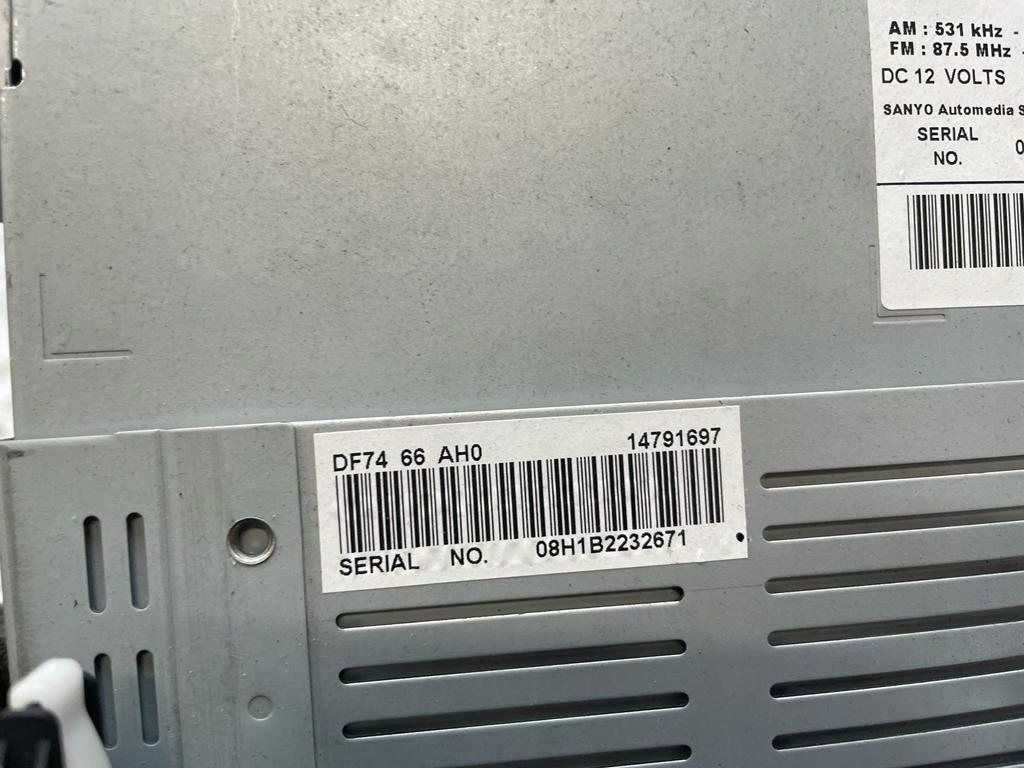 AM : 531 kHz -
FM : 87.5 MHz -
DC 12 VOLTS
SANYO Automedia S
SERIAL
NO. 0
DF74 66 AH0 14791697
SERIAL NO. 08H1B2232671